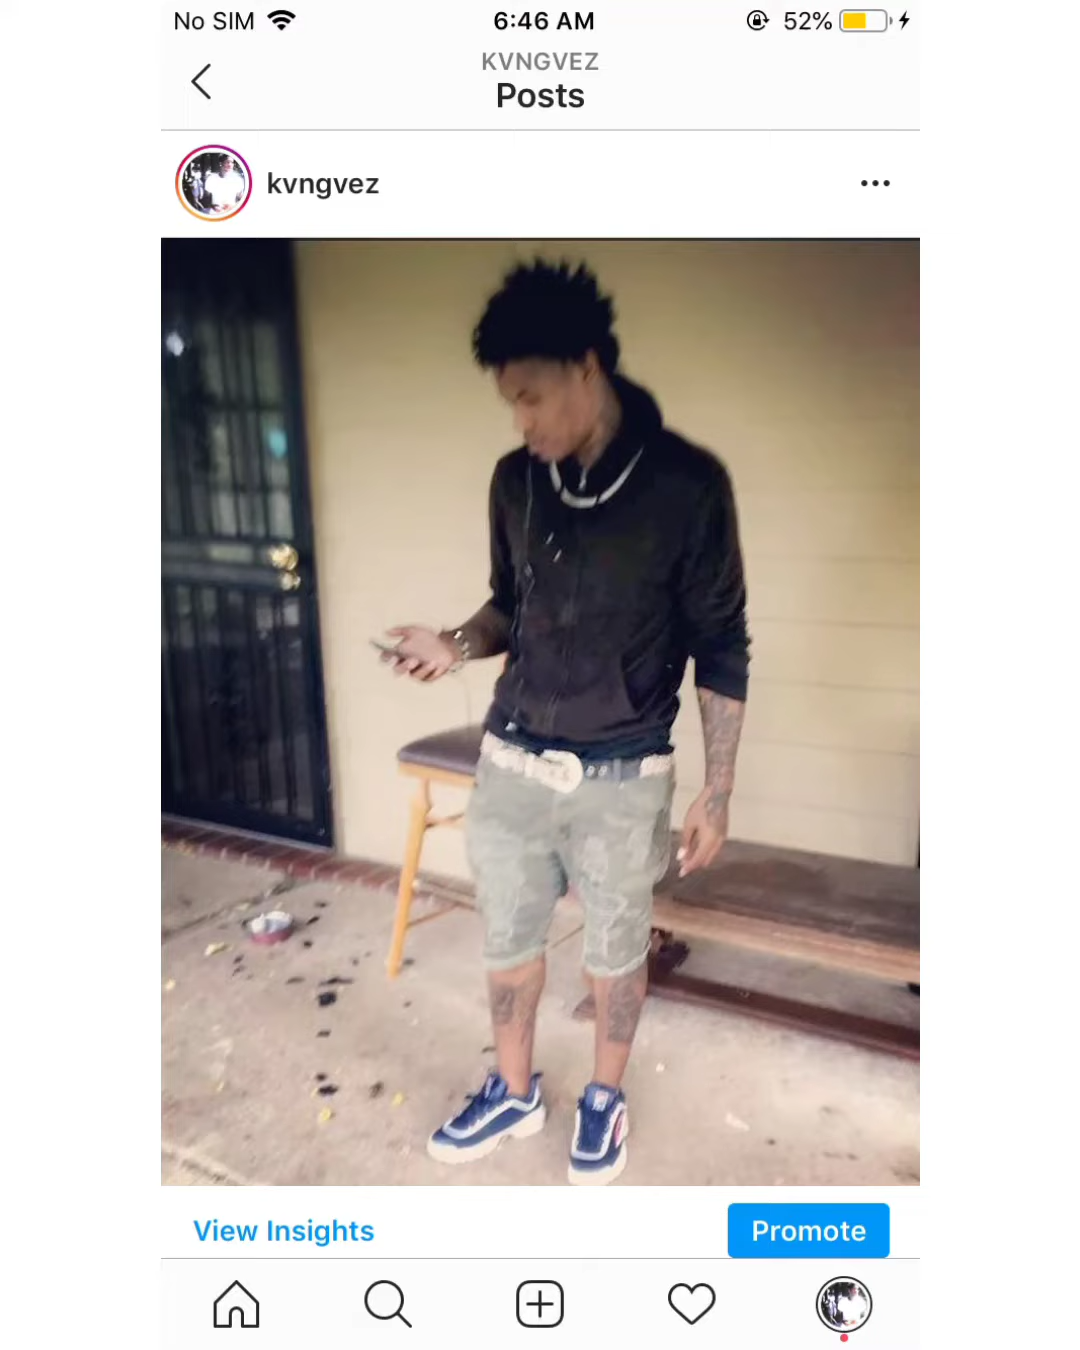 No SIM 6:46 AM 52%
KVNGVEZ
Posts
kvngvez
View Insights Promote